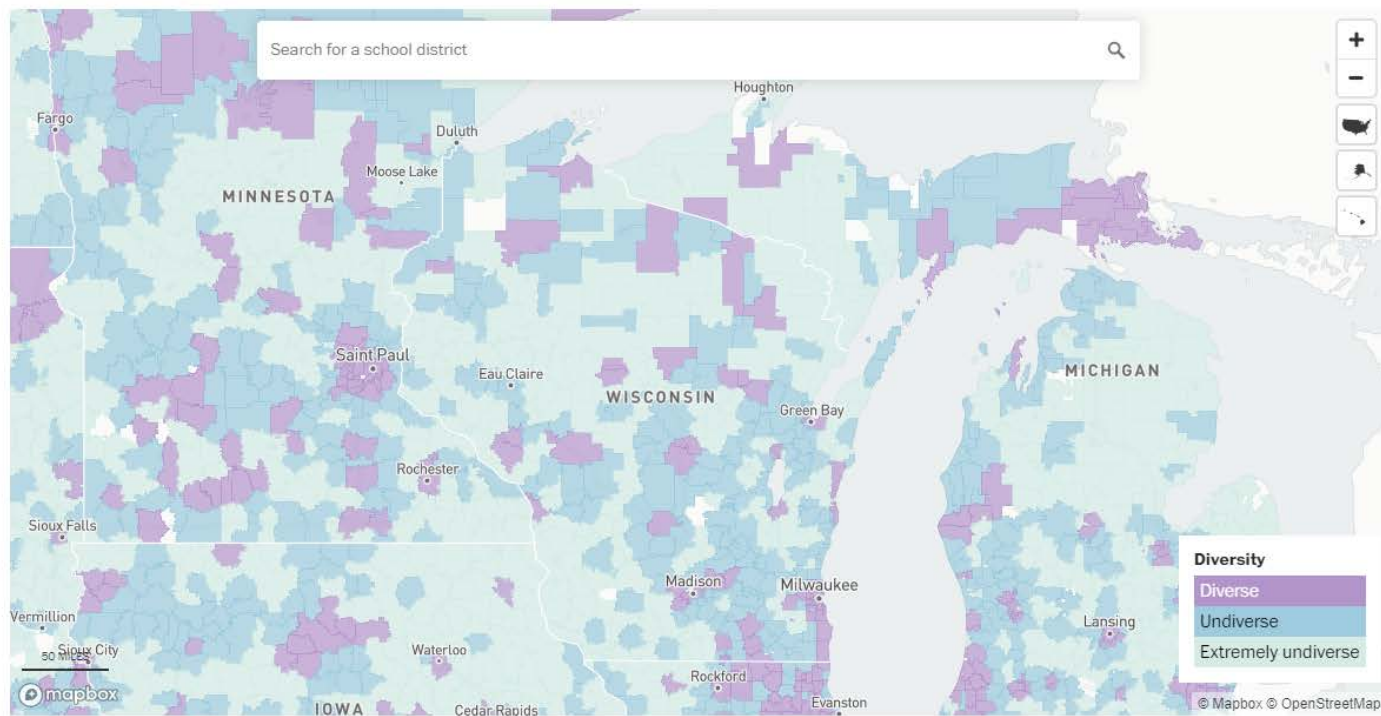 Search for a school district
+
Houghton
−
Fargo
Duluth
Moose Lake
MINNESOTA
Saint Paul
Eau Claire
WISCONSIN
MICHIGAN
Green Bay
Rochester
Sioux Falls
Diversity
Diverse
Undiverse
Extremely undiverse
Madison
Milwaukee
Vermillion
Lansing
Sioux City
50 MILES
Waterloo
Rockford
mapbox
Evanston
IOWA
Cedar Rapids
© Mapbox © OpenStreetMap